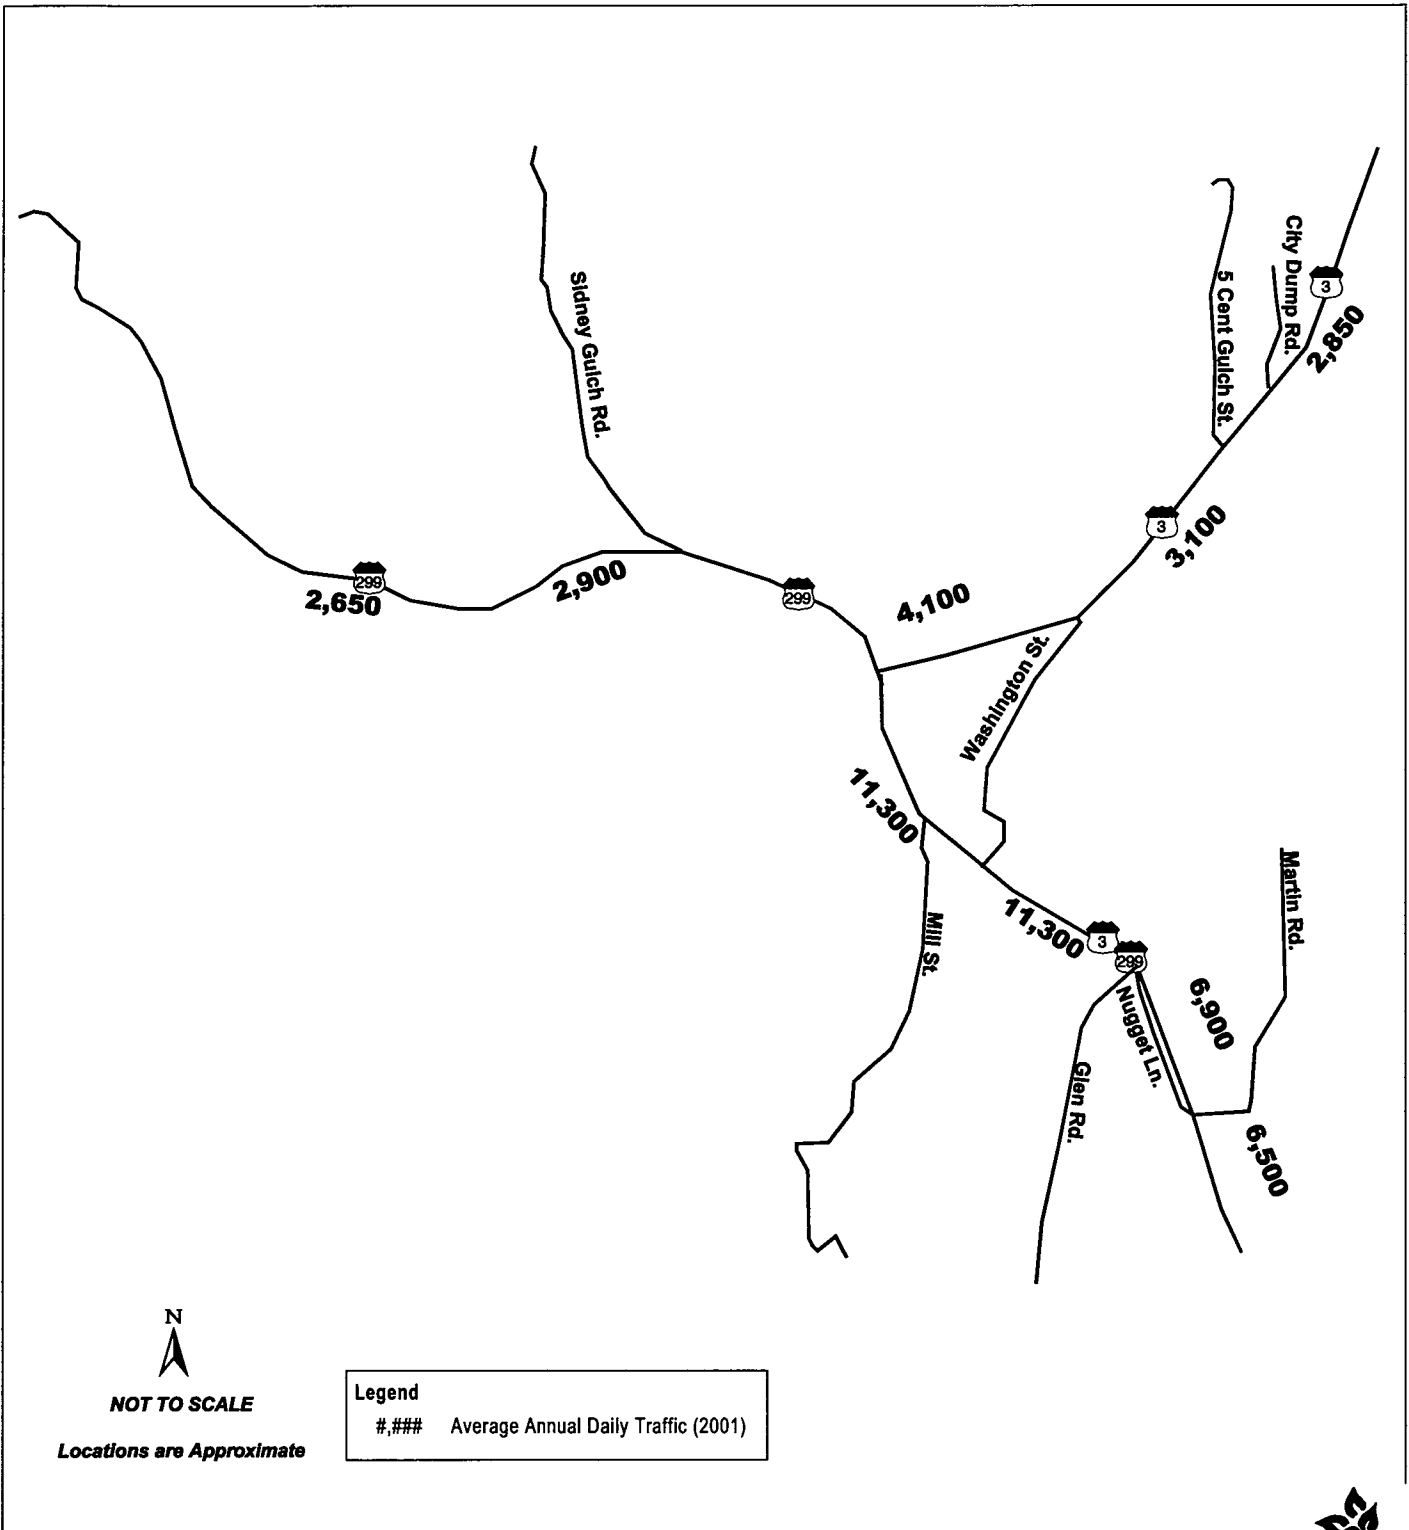 City Dump Rd.
5 Cent Gulch St.
3
2,850
Sidney Gulch Rd.
3
3,100
299
2,650
2,900
299
4,100
Washington St.
11,300
Mill St.
11,300
3
299
Martin Rd.
6,900
Nugget Ln.
Glen Rd.
6,500
N
NOT TO SCALE
Locations are Approximate
Legend
#,### Average Annual Daily Traffic (2001)